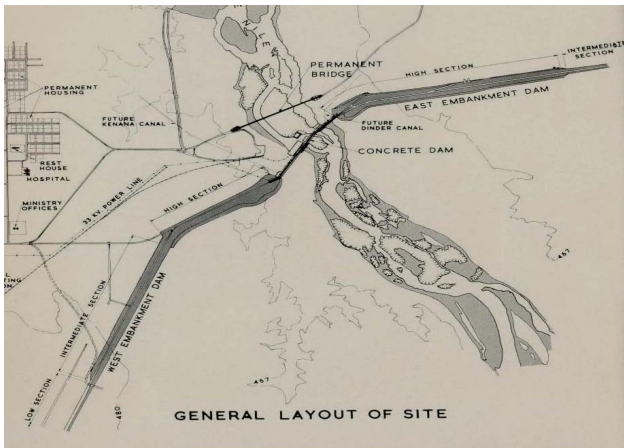 E NILE
PERMANENT
BRIDGE
HIGH SECTION
INTERMEDIATE
SECTION
EAST EMBANKMENT DAM
PERMANENT
HOUSING
FUTURE
KENANA CANAL
FUTURE
DINDER CANAL
CONCRETE DAM
REST
HOUSE
HOSPITAL
MINISTRY
OFFICES
33 KV. POWER LINE
HIGH SECTION
467
INTERMEDIATE SECTION
WEST EMBANKMENT DAM
LOW SECTION
480
467
GENERAL LAYOUT OF SITE